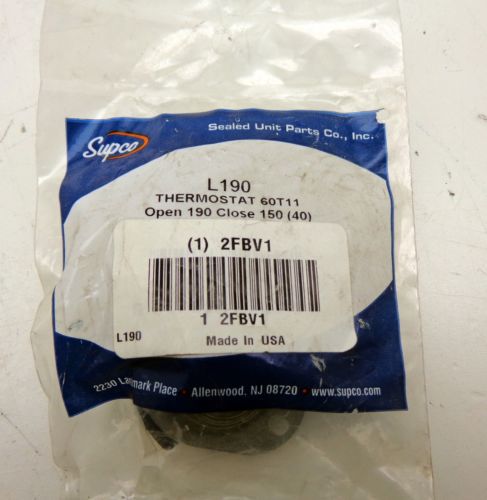 Supco
Sealed Unit Parts Co., Inc.
L190
THERMOSTAT 60T11
Open 190 Close 150 (40)
(1) 2FBV1
1 2FBV1
L190 Made In USA
2230 Landmark Place • Allenwood, NJ 08720 • www.supco.com